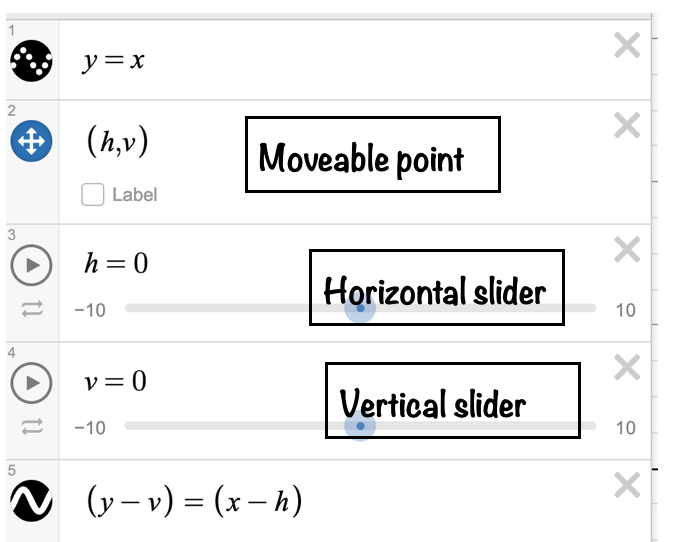 1
y = x
2
(h,v)
Moveable point
Label
3
h = 0
Horizontal slider
−10
10
4
v = 0
Vertical slider
−10
10
5
(y − v) = (x − h)